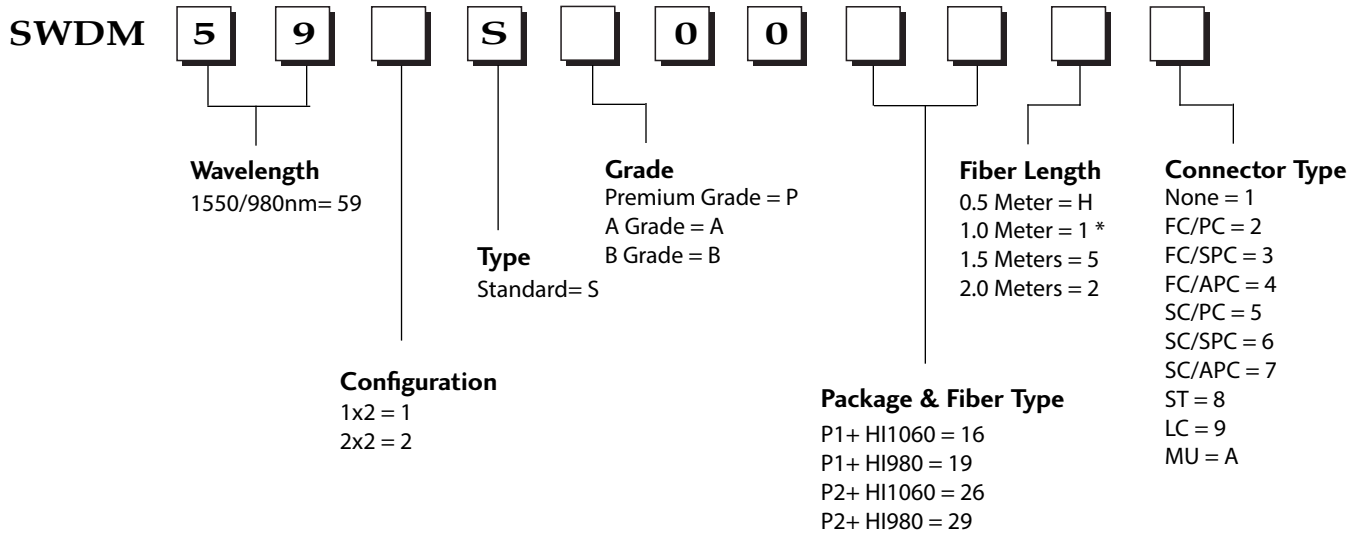 SWDM 5 9 S 0 0
Wavelength
1550/980nm= 59
Configuration
1x2 = 1
2x2 = 2
Type
Standard= S
Grade
Premium Grade = P
A Grade = A
B Grade = B
Package & Fiber Type
P1+ HI1060 = 16
P1+ HI980 = 19
P2+ HI1060 = 26
P2+ HI980 = 29
Fiber Length
0.5 Meter = H
1.0 Meter = 1 *
1.5 Meters = 5
2.0 Meters = 2
Connector Type
None = 1
FC/PC = 2
FC/SPC = 3
FC/APC = 4
SC/PC = 5
SC/SPC = 6
SC/APC = 7
ST = 8
LC = 9
MU = A